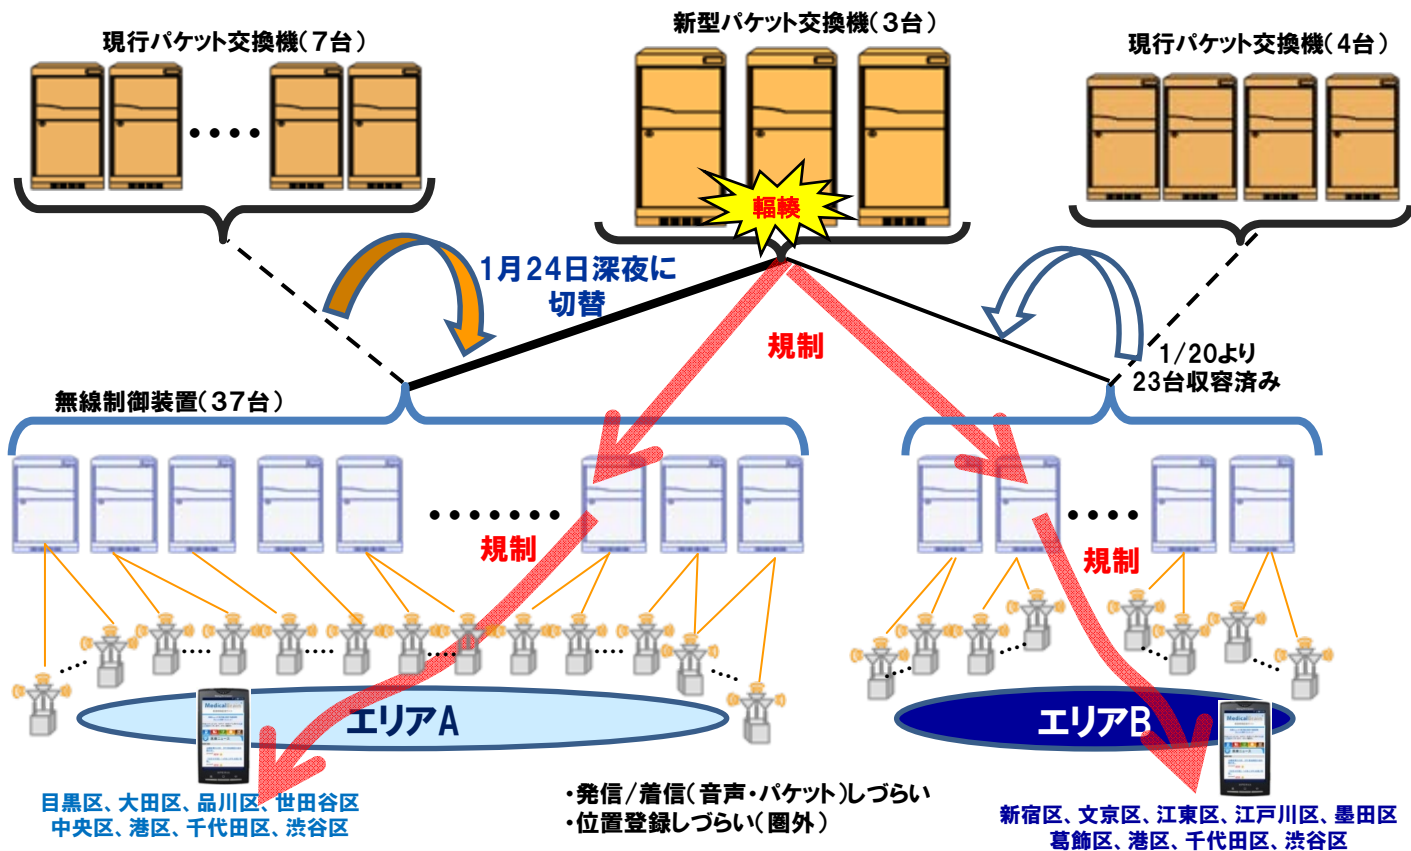 現行パケット交換機(7台)
新型パケット交換機(3台)
現行パケット交換機(4台)
輻輳
1月24日深夜に
切替
規制
1/20より
23台収容済み
無線制御装置(37台)
規制
規制
エリアA
エリアB
MedicalBrain
目黒区、大田区、品川区、世田谷区
中央区、港区、千代田区、渋谷区
・発信/着信(音声・パケット)しづらい
・位置登録しづらい(圏外)
新宿区、文京区、江東区、江戸川区、墨田区
葛飾区、港区、千代田区、渋谷区